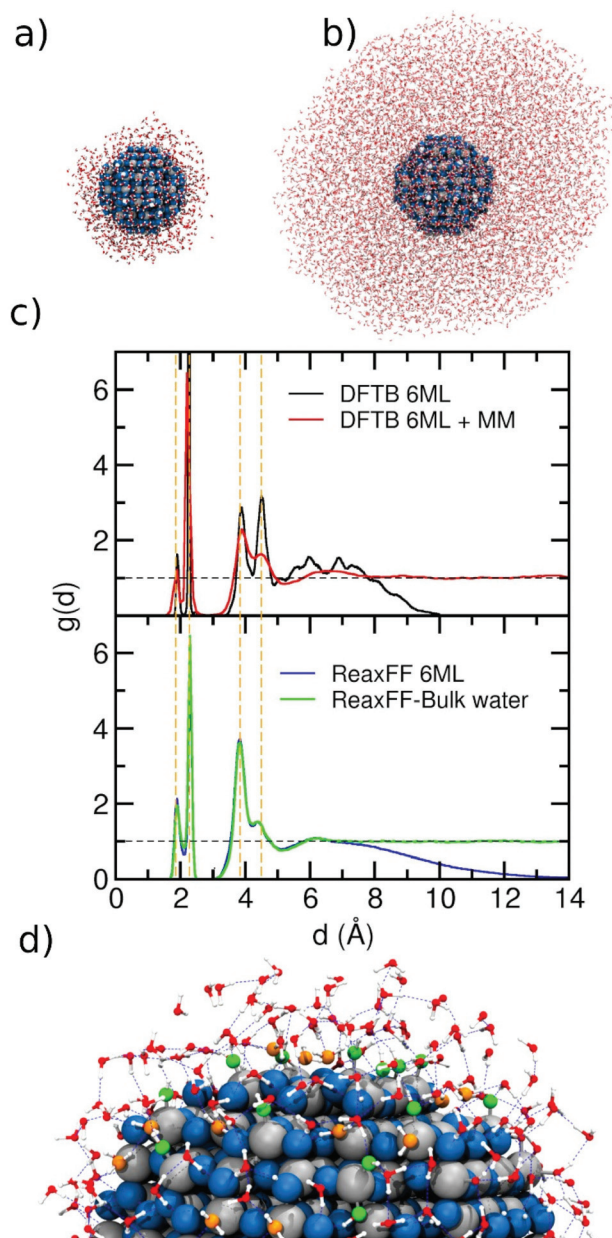 a)
b)
c)
6
4
2
0
DFTB 6ML
DFTB 6ML + MM
g(d)
6
4
2
0
ReaxFF 6ML
ReaxFF-Bulk water
0 2 4 6 8 10 12 14
d (Å)
d)